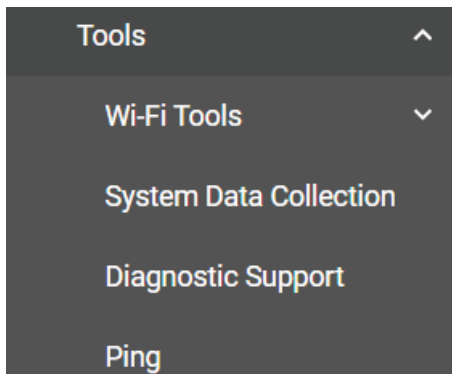 Tools
Wi-Fi Tools
System Data Collection
Diagnostic Support
Ping